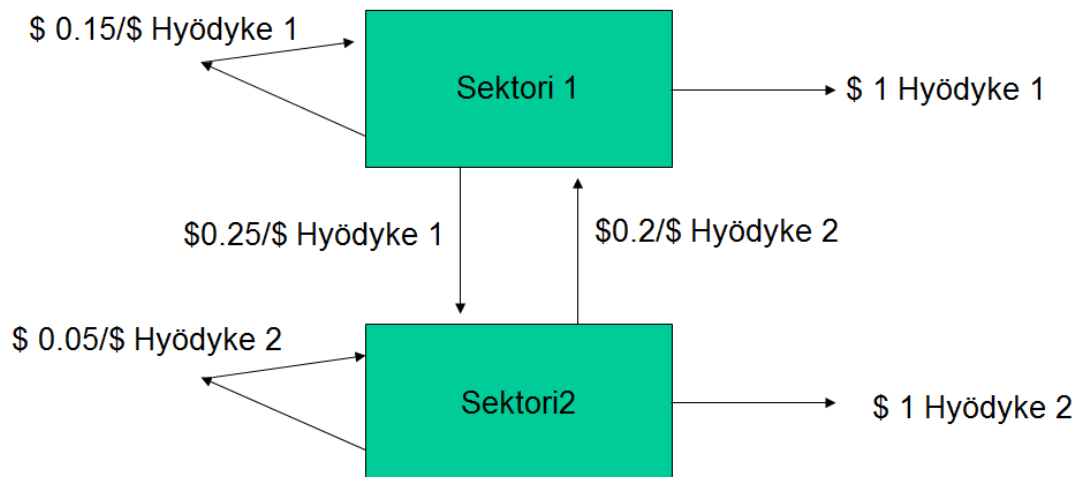 $ 0.15/$ Hyödyke 1
Sektori 1
$ 1 Hyödyke 1
$0.25/$ Hyödyke 1
$0.2/$ Hyödyke 2
$ 0.05/$ Hyödyke 2
Sektori2
$ 1 Hyödyke 2